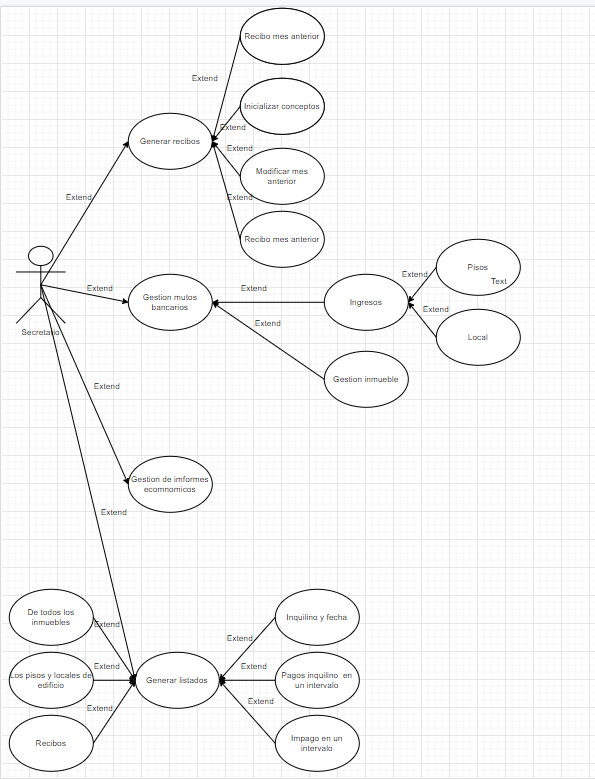 Recibo mes anterior
Extend
Inicializar conceptos
Extend
Generar recibos
Extend
Modificar mes
anterior
Extend
Extend
Recibo mes anterior
Secretario
Extend
Gestion mutos
bancarios
Extend
Ingresos
Extend
Pisos
Text
Extend
Local
Extend
Gestion inmueble
Extend
Gestion de imformes
ecomnomicos
Extend
De todos los
inmuebles
Extend
Los pisos y locales de
edificio
Extend
Recibos
Extend
Generar listados
Extend
Inquilino y fecha
Extend
Pagos inquilino en
un intervalo
Extend
Impago en un
intervalo